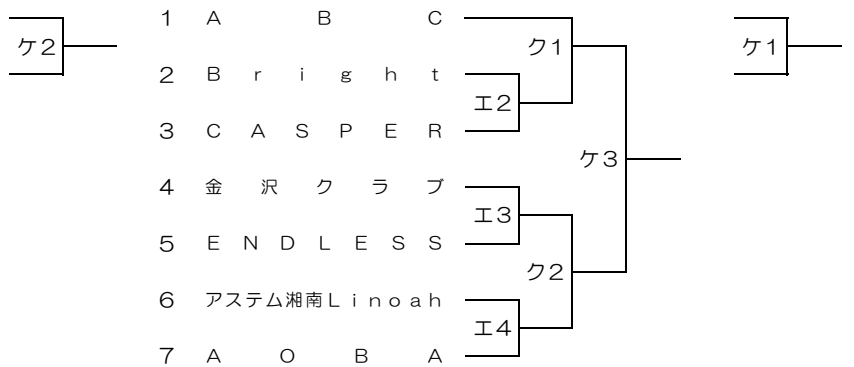 1 ABC
ク1
ケ2
ケ1
2 Bright
エ2
3 CASPER
ケ3
4 金沢クラブ
エ3
5 ENDLESS
ク2
6 アステム湘南Linoah
エ4
7 AOBA